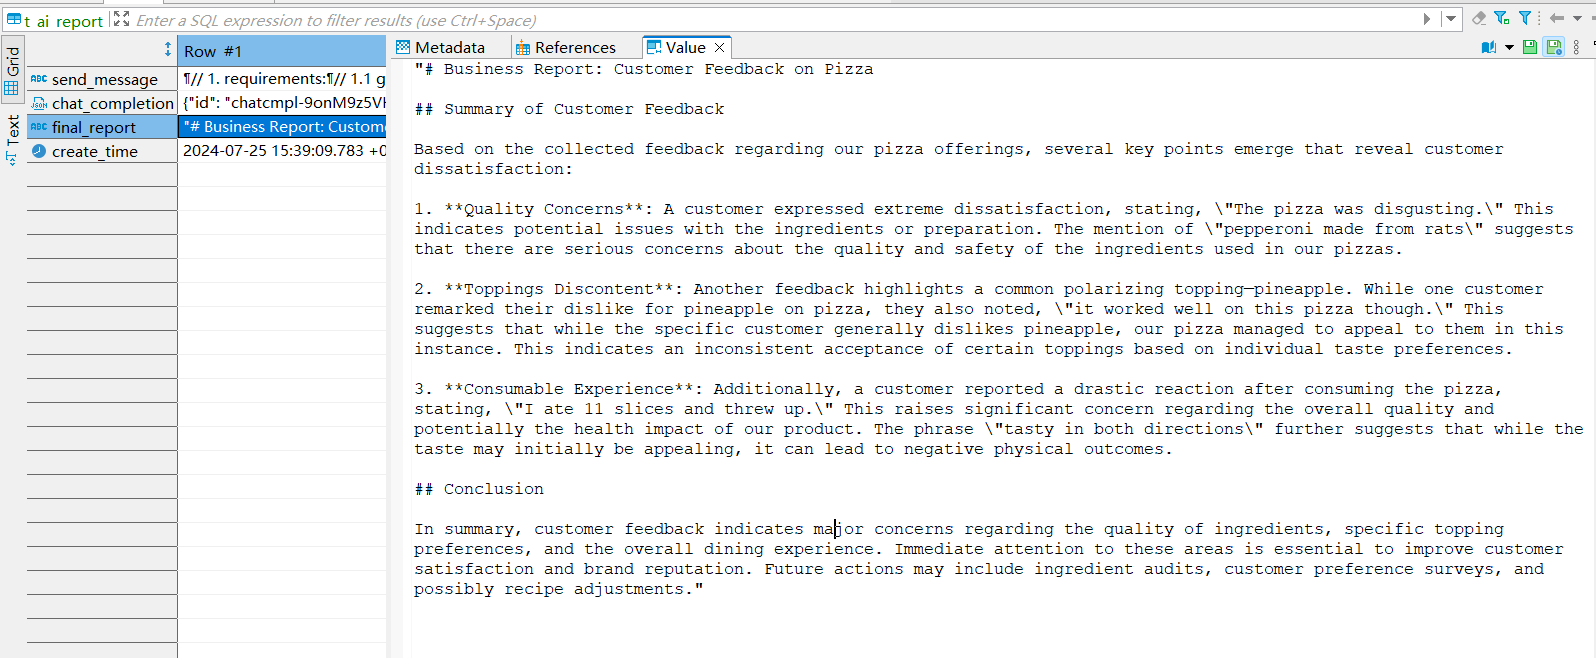 t_ai_report Enter a SQL expression to filter results (use Ctrl+Space)
Grid
Text
Row #1
send_message ¶// 1. requirements:¶// 1.1 g
chat_completion {"id": "chatcmpl-9onM9z5V
final_report "# Business Report: Custome
create_time 2024-07-25 15:39:09.783 +0
Metadata References Value
"# Business Report: Customer Feedback on Pizza
## Summary of Customer Feedback
Based on the collected feedback regarding our pizza offerings, several key points emerge that reveal customer
dissatisfaction:
1. **Quality Concerns**: A customer expressed extreme dissatisfaction, stating, \"The pizza was disgusting.\" This
indicates potential issues with the ingredients or preparation. The mention of \"pepperoni made from rats\" suggests
that there are serious concerns about the quality and safety of the ingredients used in our pizzas.
2. **Toppings Discontent**: Another feedback highlights a common polarizing topping—pineapple. While one customer
remarked their dislike for pineapple on pizza, they also noted, \"it worked well on this pizza though.\" This
suggests that while the specific customer generally dislikes pineapple, our pizza managed to appeal to them in this
instance. This indicates an inconsistent acceptance of certain toppings based on individual taste preferences.
3. **Consumable Experience**: Additionally, a customer reported a drastic reaction after consuming the pizza,
stating, \"I ate 11 slices and threw up.\" This raises significant concern regarding the overall quality and
potentially the health impact of our product. The phrase \"tasty in both directions\" further suggests that while the
taste may initially be appealing, it can lead to negative physical outcomes.
## Conclusion
In summary, customer feedback indicates major concerns regarding the quality of ingredients, specific topping
preferences, and the overall dining experience. Immediate attention to these areas is essential to improve customer
satisfaction and brand reputation. Future actions may include ingredient audits, customer preference surveys, and
possibly recipe adjustments."